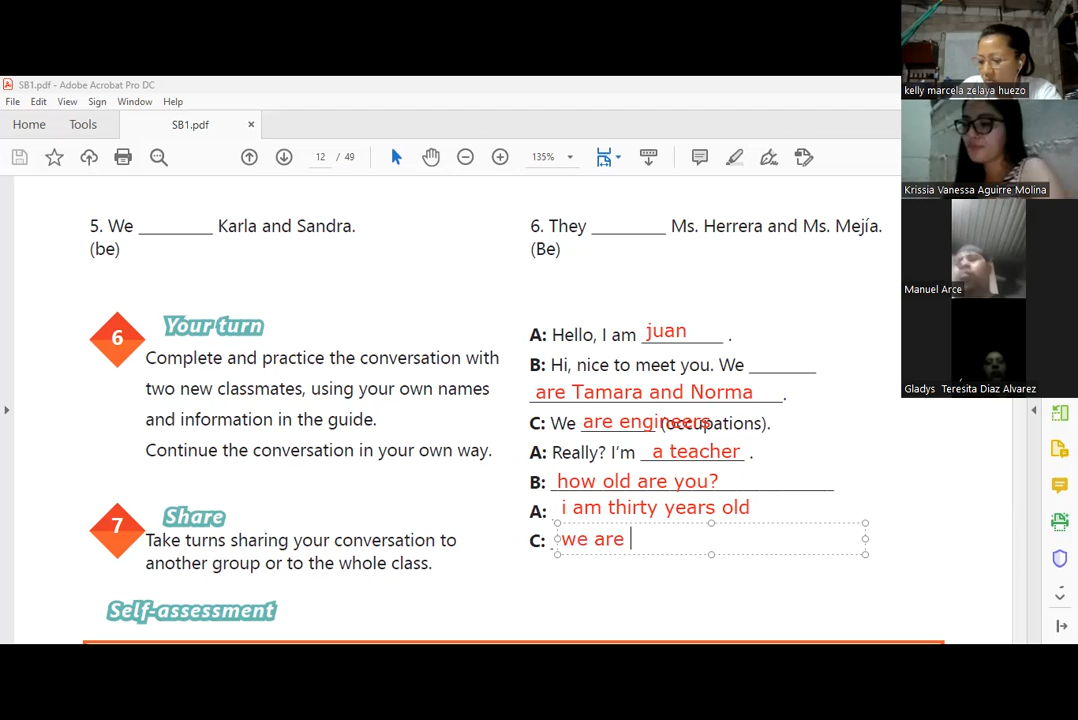 SB1.pdf - Adobe Acrobat Pro DC
File Edit View Sign Window Help
Home Tools SB1.pdf ×
12 / 49 135%
kelly marcela zelaya huezo
Krissia Vanessa Aguirre Molina
Manuel Arce
Gladys Teresita Diaz Alvarez
5. We ________ Karla and Sandra.
(be)
6. They ________ Ms. Herrera and Ms. Mejía.
(Be)
6 Your turn
Complete and practice the conversation with
two new classmates, using your own names
and information in the guide.
Continue the conversation in your own way.
7 Share
Take turns sharing your conversation to
another group or to the whole class.
Self-assessment
A: Hello, I am juan .
B: Hi, nice to meet you. We ________
are Tamara and Norma .
C: We are engineers (occupations).
A: Really? I'm a teacher .
B: how old are you?
A: i am thirty years old
C: we are